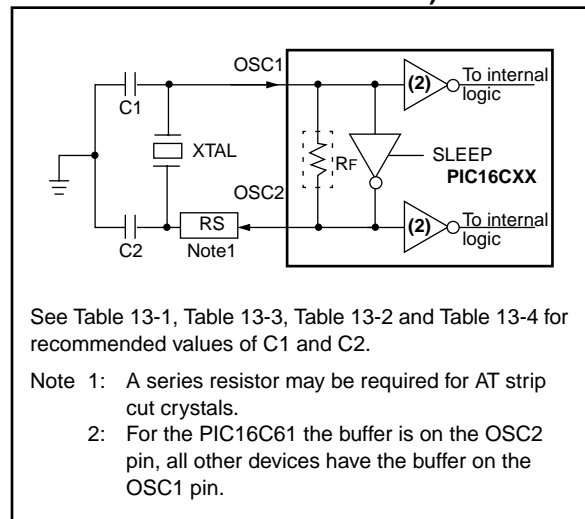 OSC1
To internal
logic
(2)
C1
XTAL
RF
SLEEP
PIC16CXX
OSC2
RS
C2
Note1
(2)
To internal
logic
See Table 13-1, Table 13-3, Table 13-2 and Table 13-4 for
recommended values of C1 and C2.
Note 1: A series resistor may be required for AT strip
cut crystals.
2: For the PIC16C61 the buffer is on the OSC2
pin, all other devices have the buffer on the
OSC1 pin.